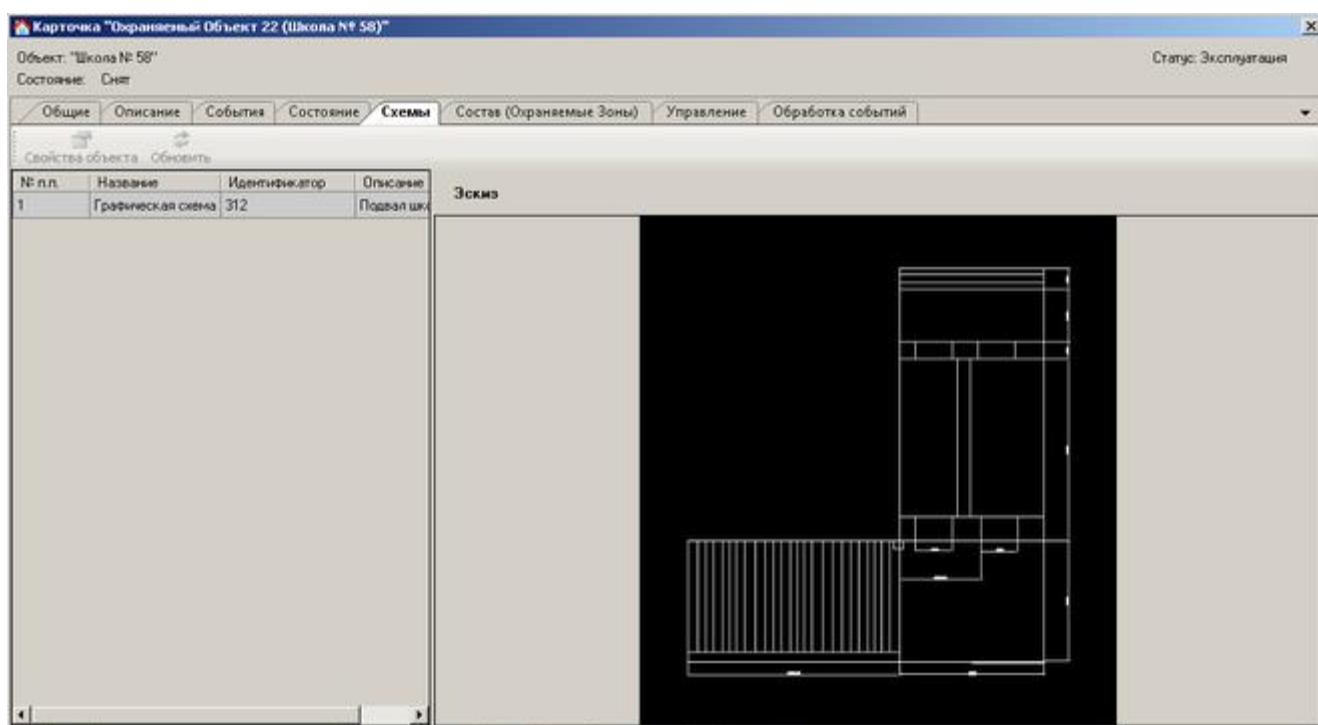 Карточка "Охраняемый Объект 22 (Школа № 58)"
Объект: "Школа № 58"
Статус: Эксплуатация
Состояние: Снят
Общие Описание События Состояние Схемы Состав (Охраняемые Зоны) Управление Обработка событий
Свойства объекта Обновить
№ п.п. Название Идентификатор Описание
1 Графическая схема 312 Подвал шко
Эскиз